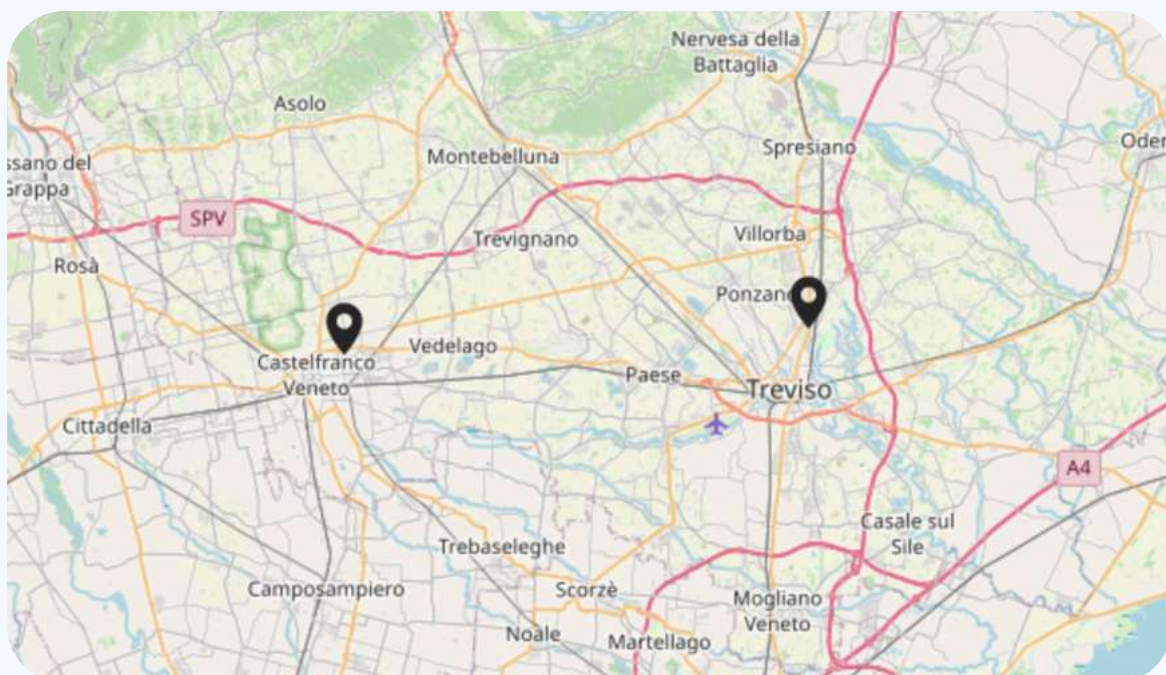 Nervesa della
Battaglia
Asolo
Oder
Spresiano
Montebelluna
ssano del
Grappa
SPV
Villorba
Trevignano
Rosà
Ponzano
Vedelago
Castelfranco
Veneto
Paese
Treviso
Cittadella
A4
Casale sul
Sile
Trebaseleghe
Camposampiero
Scorzè
Mogliano
Veneto
Noale
Martellago